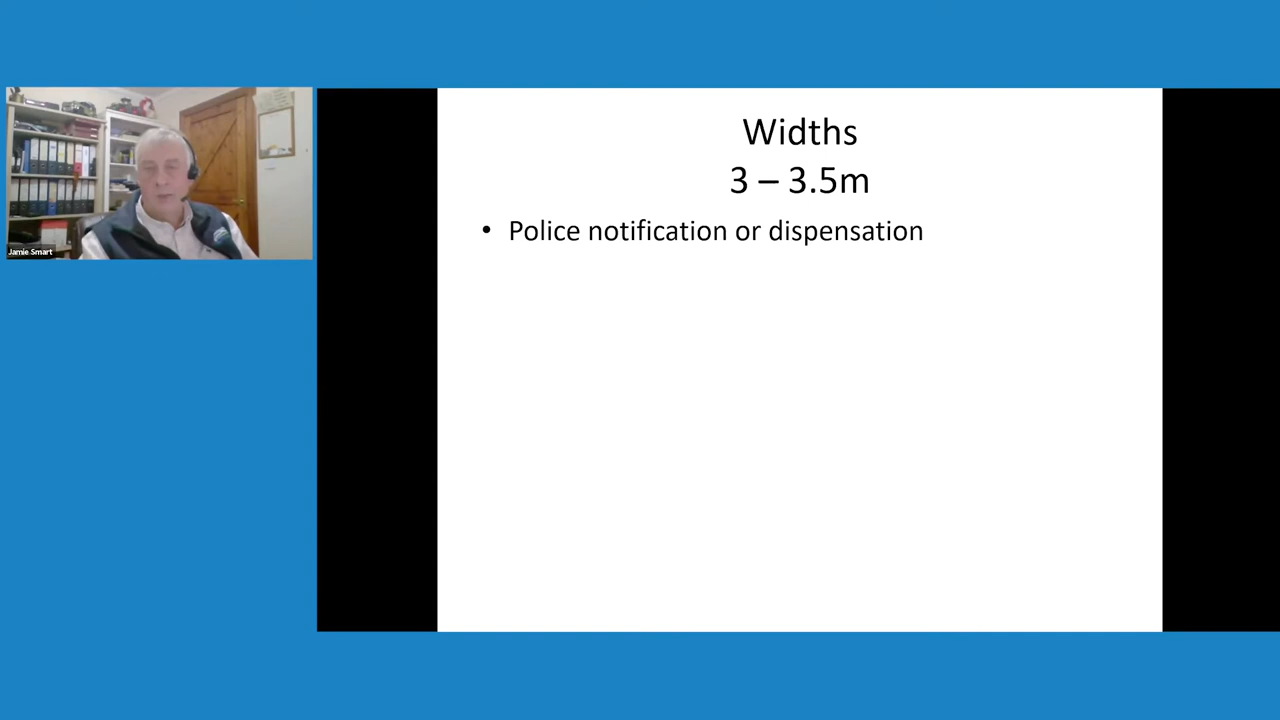 Jamie Smart
Widths
3 – 3.5m
• Police notification or dispensation